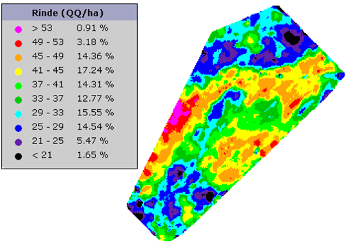 Rinde (QQ/ha)
> 53 0.91 %
49 - 53 3.18 %
45 - 49 14.36 %
41 - 45 17.24 %
37 - 41 14.31 %
33 - 37 12.77 %
29 - 33 15.55 %
25 - 29 14.54 %
21 - 25 5.47 %
< 21 1.65 %